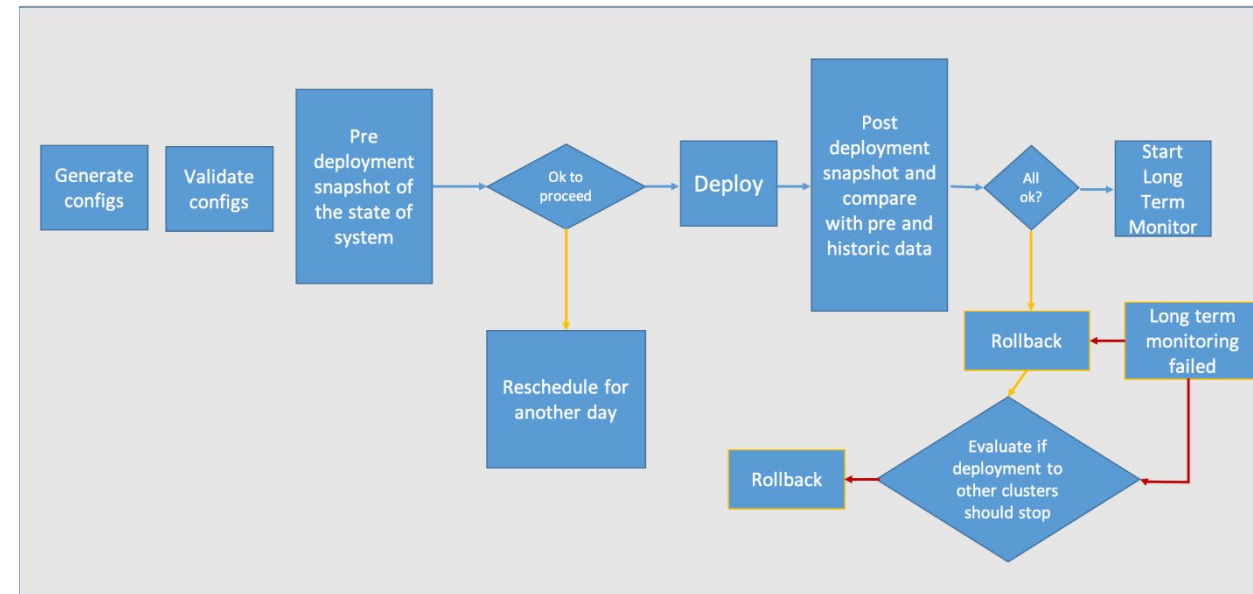 Generate
configs
Validate
configs
Pre
deployment
snapshot of
the state of
system
Ok to
proceed
Deploy
Post
deployment
snapshot and
compare
with pre and
historic data
All
ok?
Start
Long
Term
Monitor
Reschedule for
another day
Rollback
Long term
monitoring
failed
Evaluate if
deployment to
other clusters
should stop
Rollback